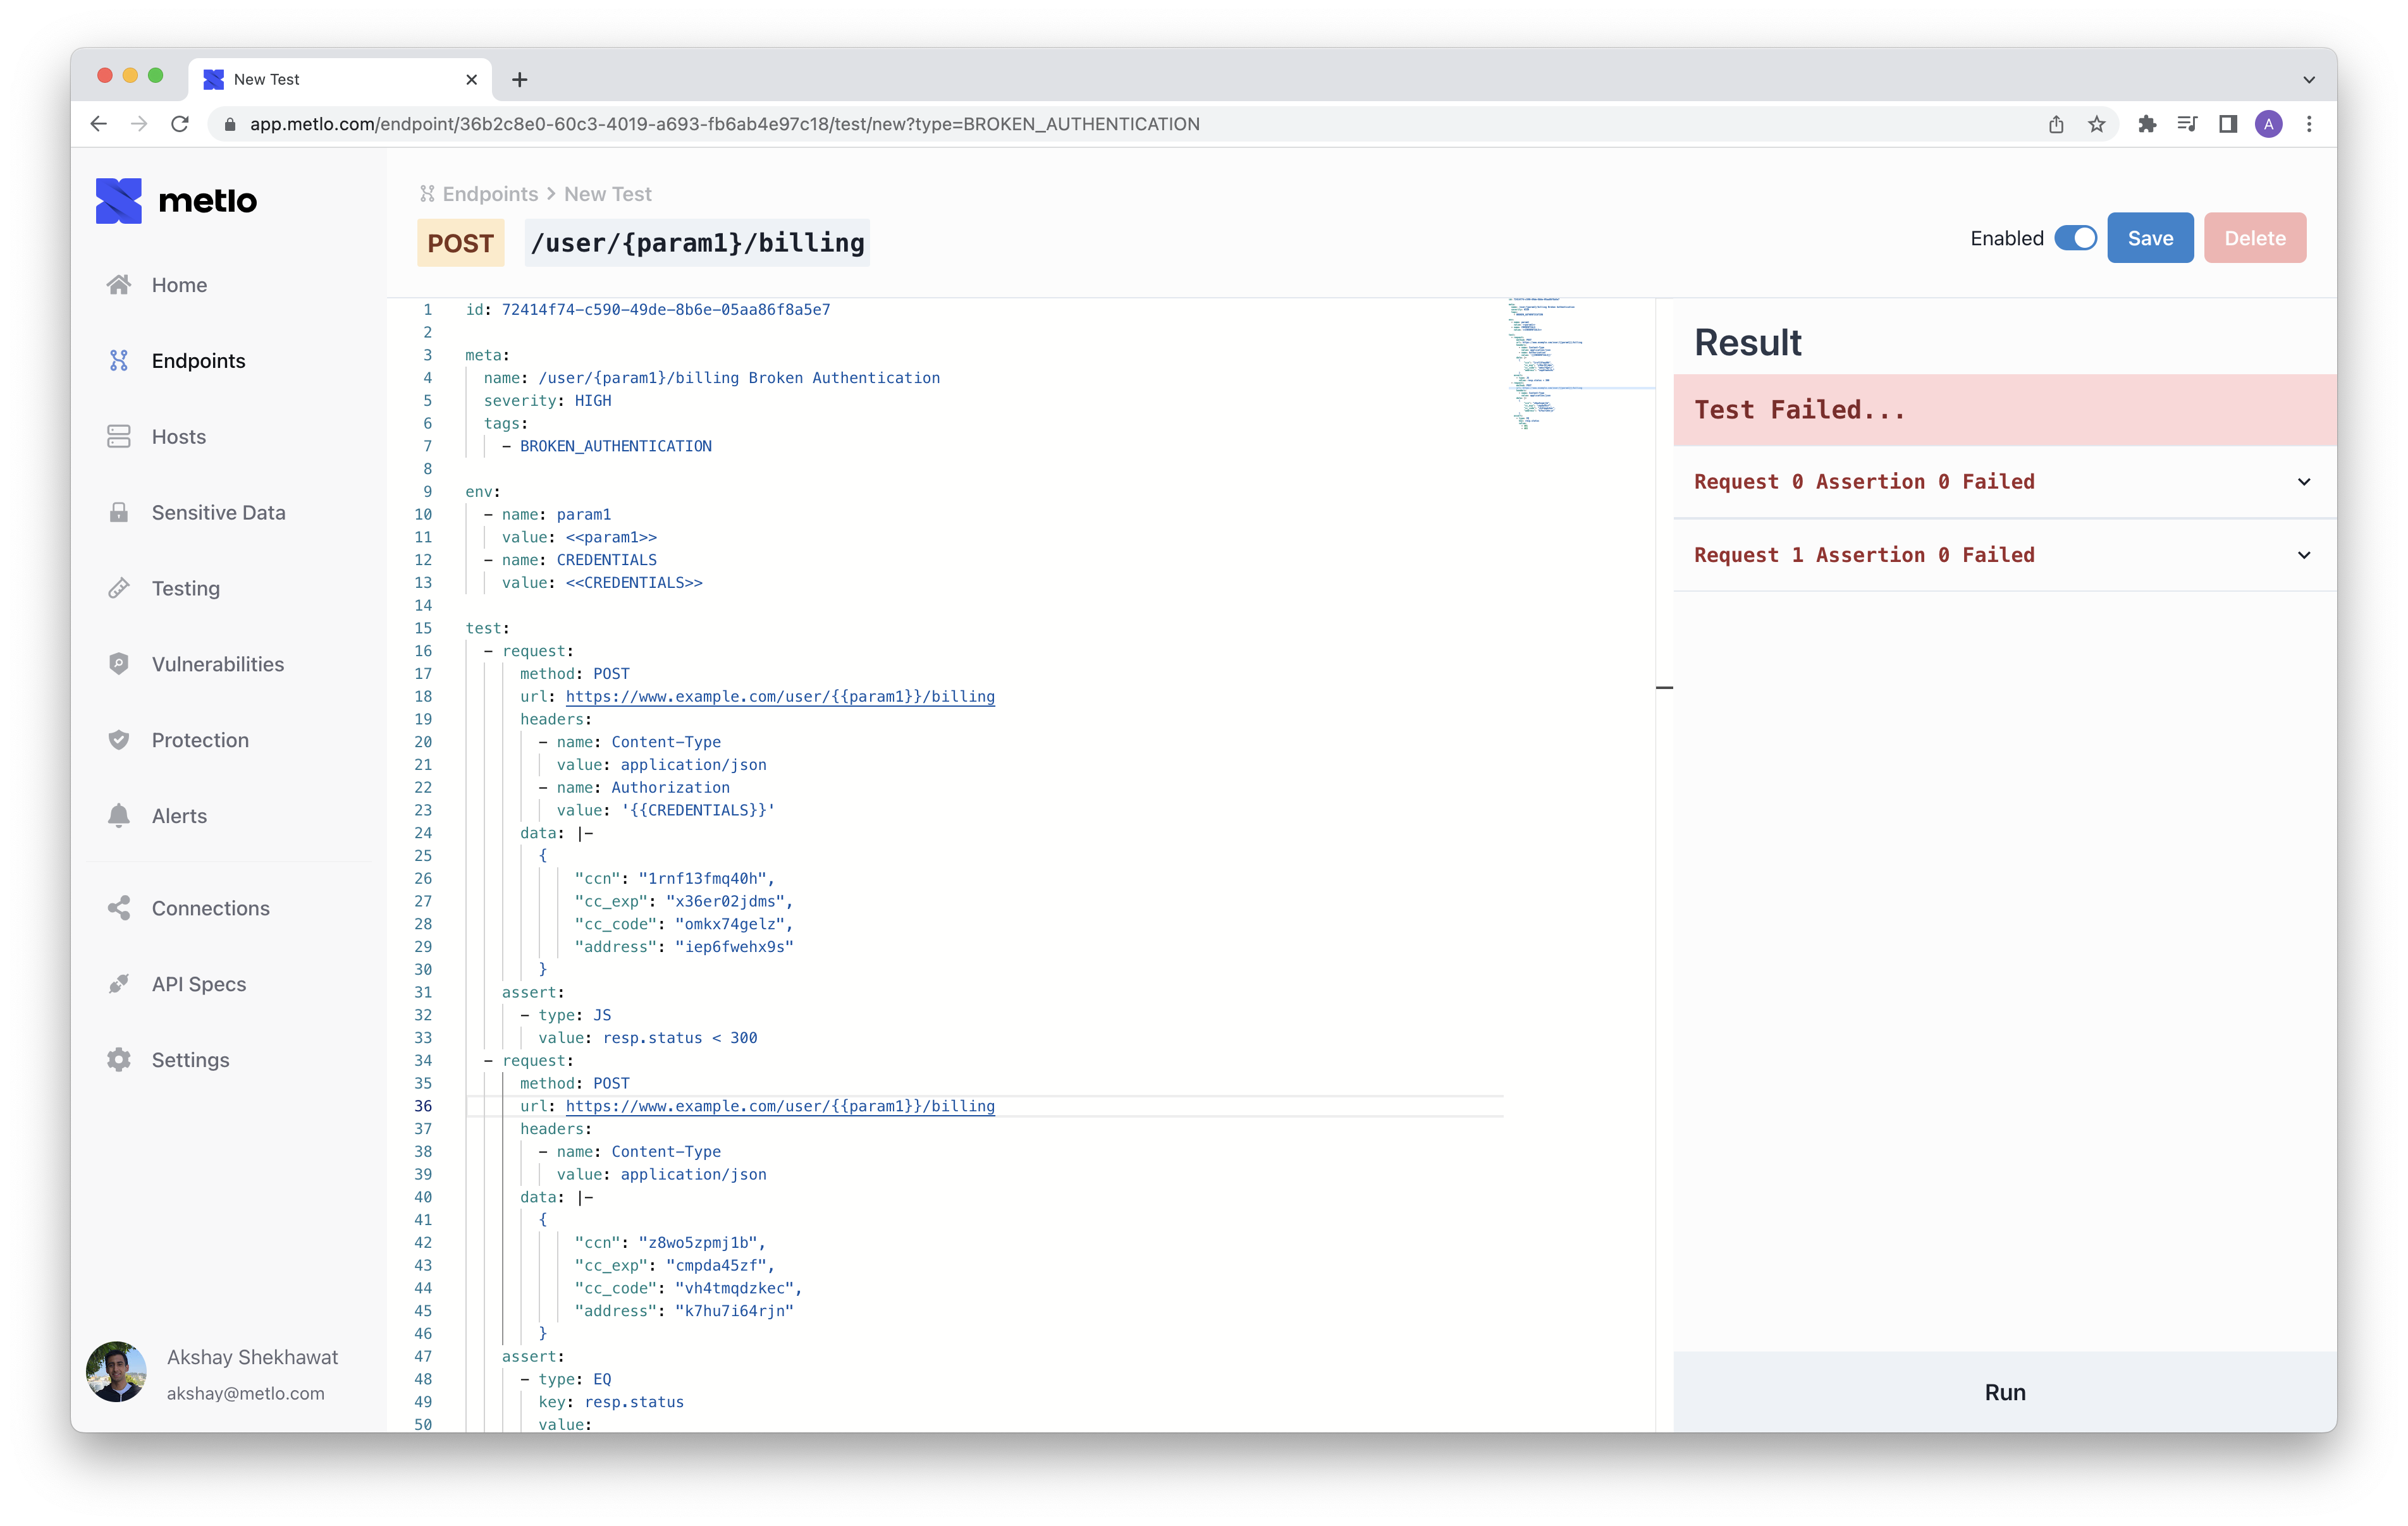 New Test
app.metlo.com/endpoint/36b2c8e0-60c3-4019-a693-fb6ab4e97c18/test/new?type=BROKEN_AUTHENTICATION
A
metlo
Home
Endpoints
Hosts
Sensitive Data
Testing
Vulnerabilities
Protection
Alerts
Connections
API Specs
Settings
Akshay Shekhawat
akshay@metlo.com
Endpoints > New Test
POST /user/{param1}/billing
Enabled Save Delete
1 id: 72414f74-c590-49de-8b6e-05aa86f8a5e7
2
3 meta:
4 name: /user/{param1}/billing Broken Authentication
5 severity: HIGH
6 tags:
7 - BROKEN_AUTHENTICATION
8
9 env:
10 - name: param1
11 value: <<param1>>
12 - name: CREDENTIALS
13 value: <<CREDENTIALS>>
14
15 test:
16 - request:
17 method: POST
18 url: https://www.example.com/user/{{param1}}/billing
19 headers:
20 - name: Content-Type
21 value: application/json
22 - name: Authorization
23 value: '{{CREDENTIALS}}'
24 data: |-
25 {
26 "ccn": "1rnf13fmq40h",
27 "cc_exp": "x36er02jdms",
28 "cc_code": "omkx74gelz",
29 "address": "iep6fwehx9s"
30 }
31 assert:
32 - type: JS
33 value: resp.status < 300
34 - request:
35 method: POST
36 url: https://www.example.com/user/{{param1}}/billing
37 headers:
38 - name: Content-Type
39 value: application/json
40 data: |-
41 {
42 "ccn": "z8wo5zpmj1b",
43 "cc_exp": "cmpda45zf",
44 "cc_code": "vh4tmqdzkec",
45 "address": "k7hu7i64rjn"
46 }
47 assert:
48 - type: EQ
49 key: resp.status
50 value:
Result
Test Failed...
Request 0 Assertion 0 Failed
Request 1 Assertion 0 Failed
Run